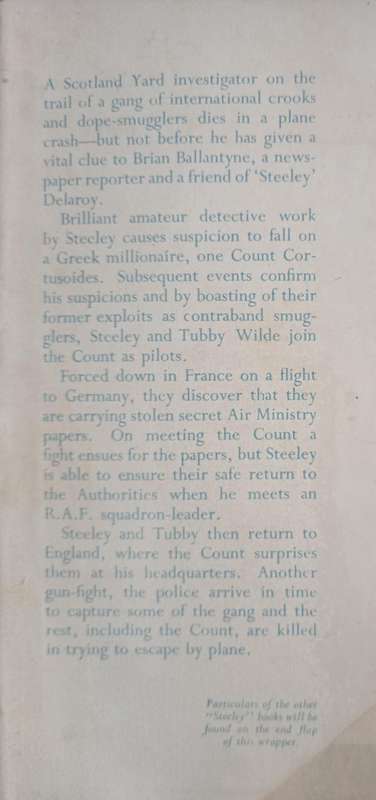 A Scotland Yard investigator on the
trail of a gang of international crooks
and dope-smugglers dies in a plane
crash—but not before he has given a
vital clue to Brian Ballantyne, a news-
paper reporter and a friend of 'Steeley'
Delaroy.
Brilliant amateur detective work
by Steeley causes suspicion to fall on
a Greek millionaire, one Count Cor-
tusoides. Subsequent events confirm
his suspicions and by boasting of their
former exploits as contraband smug-
glers, Steeley and Tubby Wilde join
the Count as pilots.
Forced down in France on a flight
to Germany, they discover that they
are carrying stolen secret Air Ministry
papers. On meeting the Count a
fight ensues for the papers, but Steeley
is able to ensure their safe return to
the Authorities when he meets an
R.A.F. squadron-leader.
Steeley and Tubby then return to
England, where the Count surprises
them at his headquarters. Another
gun-fight, the police arrive in time
to capture some of the gang and the
rest, including the Count, are killed
in trying to escape by plane.
Particulars of the other
"Steeley" books will be
found on the end flap
of this wrapper.